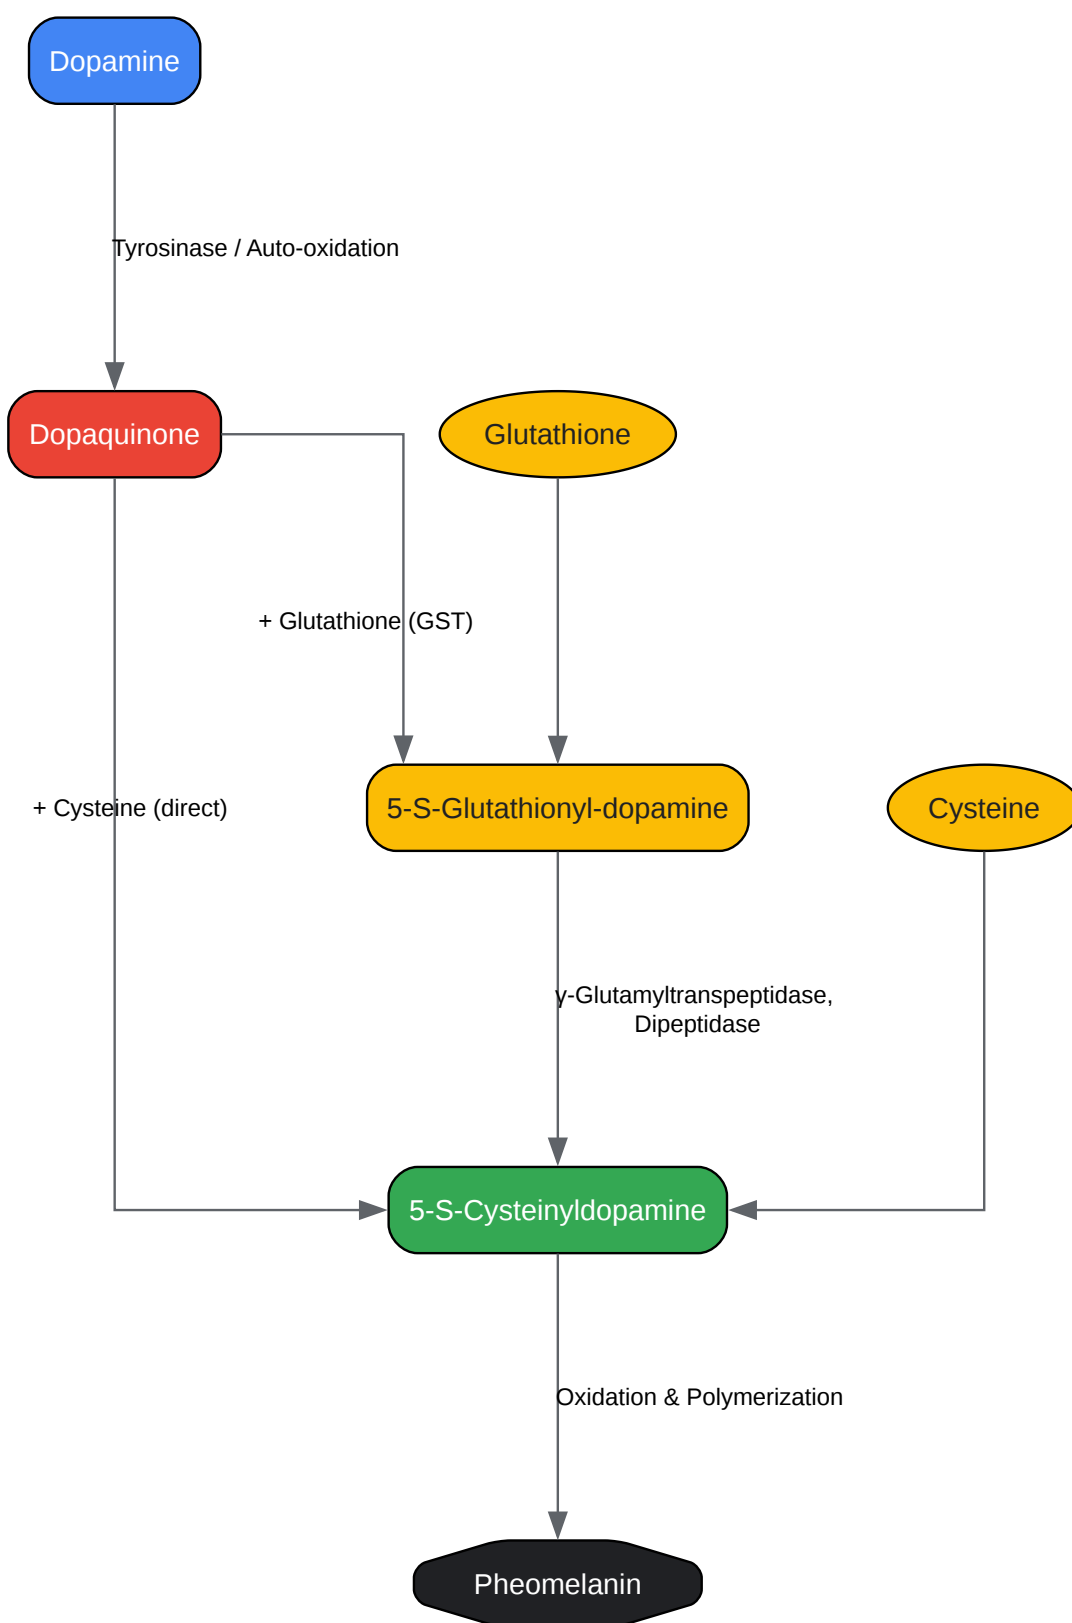 Dopamine
Tyrosinase / Auto-oxidation
Dopaquinone
Glutathione
+ Glutathione (GST)
+ Cysteine (direct)
5-S-Glutathionyl-dopamine
Cysteine
γ-Glutamyltranspeptidase,
Dipeptidase
5-S-Cysteinyldopamine
Oxidation & Polymerization
Pheomelanin